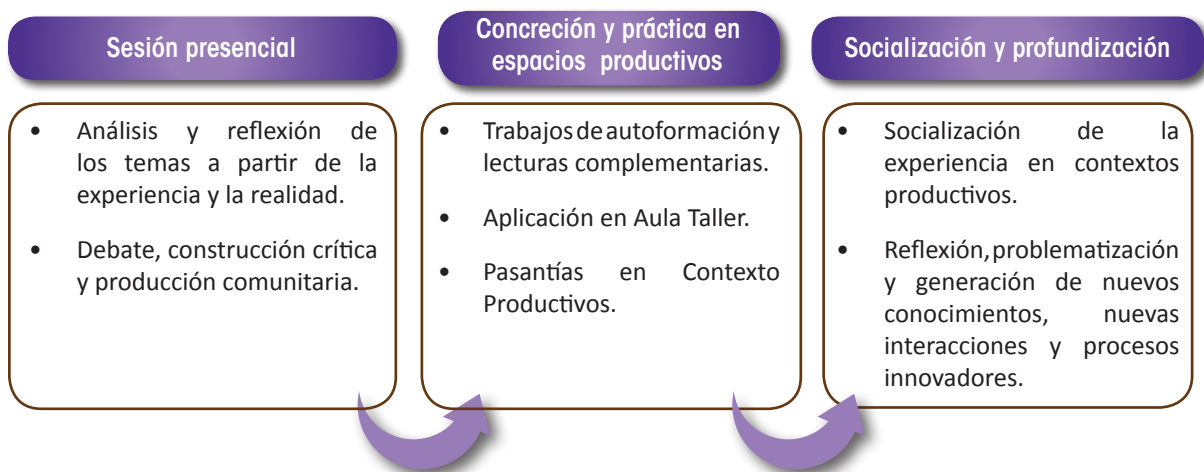 Sesión presencial
• Análisis y reflexión de
los temas a partir de la
experiencia y la realidad.
• Debate, construcción crítica
y producción comunitaria.
Concreción y práctica en
espacios productivos
• Trabajos de autoformación y
lecturas complementarias.
• Aplicación en Aula Taller.
• Pasantías en Contexto
Productivos.
Socialización y profundización
• Socialización de la
experiencia en contextos
productivos.
• Reflexión, problematización
y generación de nuevos
conocimientos, nuevas
interacciones y procesos
innovadores.